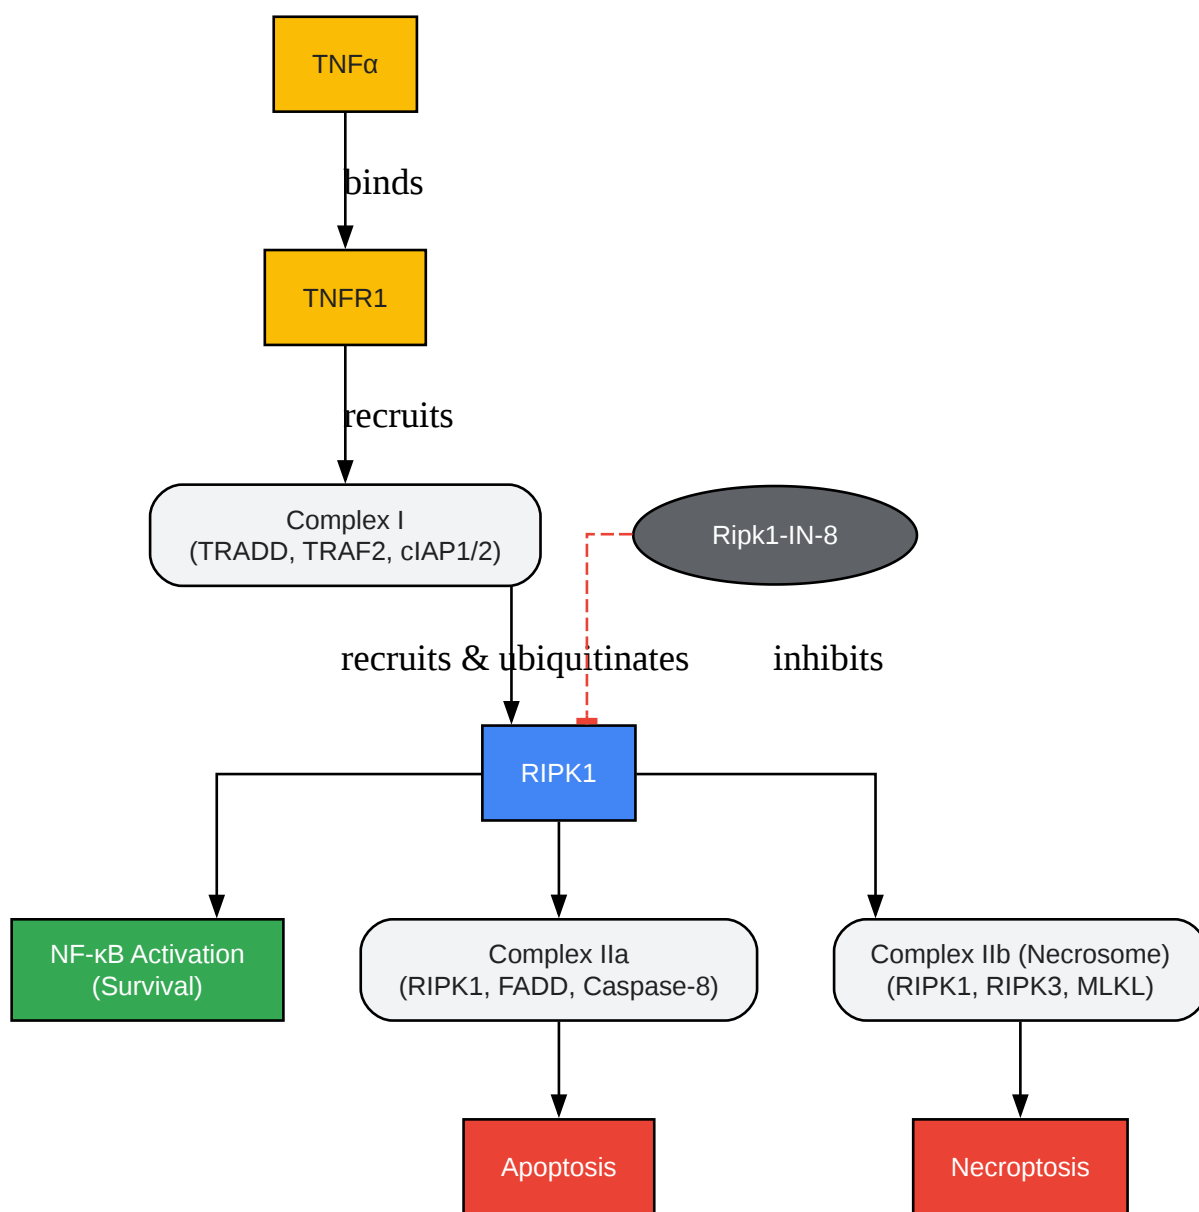 TNFα
binds
TNFR1
recruits
Complex I
(TRADD, TRAF2, cIAP1/2)
Ripk1-IN-8
recruits & ubiquitinates
inhibits
RIPK1
NF-κB Activation
(Survival)
Complex IIa
(RIPK1, FADD, Caspase-8)
Complex IIb (Necrosome)
(RIPK1, RIPK3, MLKL)
Apoptosis
Necroptosis